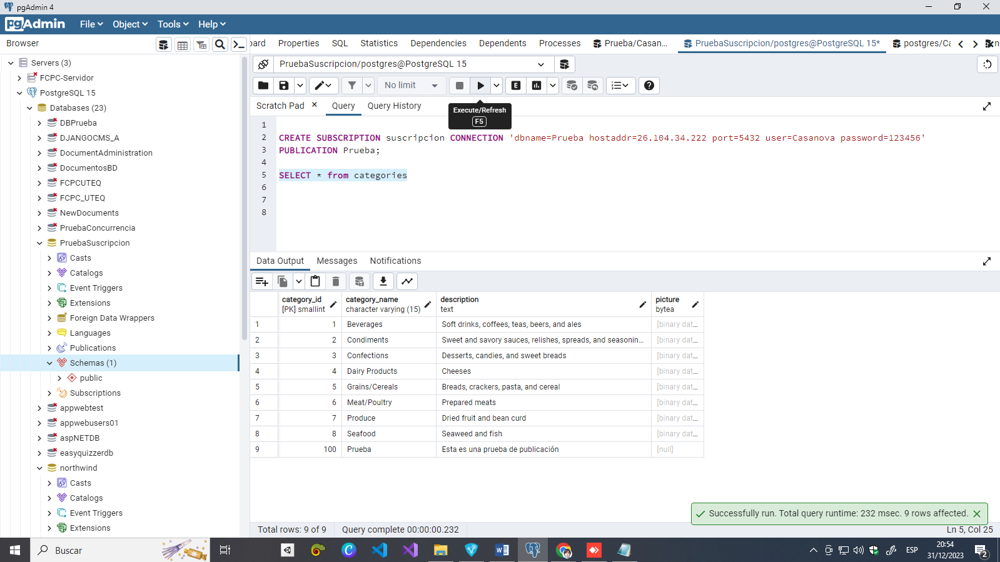 pgAdmin 4
pgAdmin File Object Tools Help
Browser
oard Properties SQL Statistics Dependencies Dependents Processes Prueba/Casan... PruebaSuscripcion/postgres@PostgreSQL 15* postgres/Ca
Servers (3)
FCPC-Servidor
PostgreSQL 15
Databases (23)
DBPrueba
DJANGOCMS_A
DocumentAdministration
DocumentosBD
FCPCUTEQ
FCPC_UTEQ
NewDocuments
PruebaConcurrencia
PruebaSuscripcion
Casts
Catalogs
Event Triggers
Extensions
Foreign Data Wrappers
Languages
Publications
Schemas (1)
public
Subscriptions
appwebtest
appwebusers01
aspNETDB
easyquizzerdb
northwind
Casts
Catalogs
Event Triggers
Extensions
PruebaSuscripcion/postgres@PostgreSQL 15
No limit
E
Scratch Pad Query Query History
Execute/Refresh
F5
1
2 CREATE SUBSCRIPTION suscripcion CONNECTION 'dbname=Prueba hostaddr=26.104.34.222 port=5432 user=Casanova password=123456'
3 PUBLICATION Prueba;
4
5 SELECT * from categories
6
7
8
Data Output Messages Notifications
category_id category_name description picture
[PK] smallint character varying (15) text bytea
1 1 Beverages Soft drinks, coffees, teas, beers, and ales [binary dat...
2 2 Condiments Sweet and savory sauces, relishes, spreads, and seasonin... [binary dat...
3 3 Confections Desserts, candies, and sweet breads [binary dat...
4 4 Dairy Products Cheeses [binary dat...
5 5 Grains/Cereals Breads, crackers, pasta, and cereal [binary dat...
6 6 Meat/Poultry Prepared meats [binary dat...
7 7 Produce Dried fruit and bean curd [binary dat...
8 8 Seafood Seaweed and fish [binary dat...
9 100 Prueba Esta es una prueba de publicación [null]
Successfully run. Total query runtime: 232 msec. 9 rows affected.
Total rows: 9 of 9 Query complete 00:00:00.232 Ln 5, Col 25
Buscar
ESP
20:54
31/12/2023
2